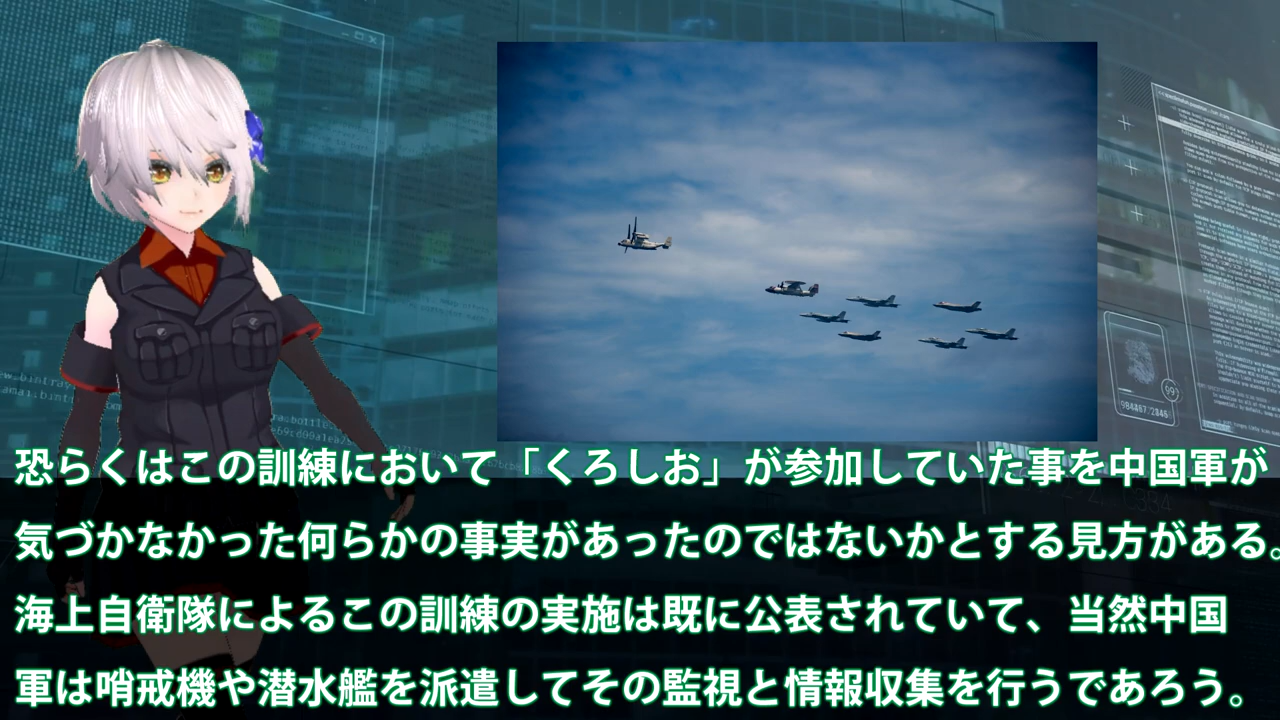 恐らくはこの訓練において「くろしお」が参加していた事を中国軍が
気づかなかった何らかの事実があったのではないかとする見方がある。
海上自衛隊によるこの訓練の実施は既に公表されていて、当然中国
軍は哨戒機や潜水艦を派遣してその監視と情報収集を行うであろう。